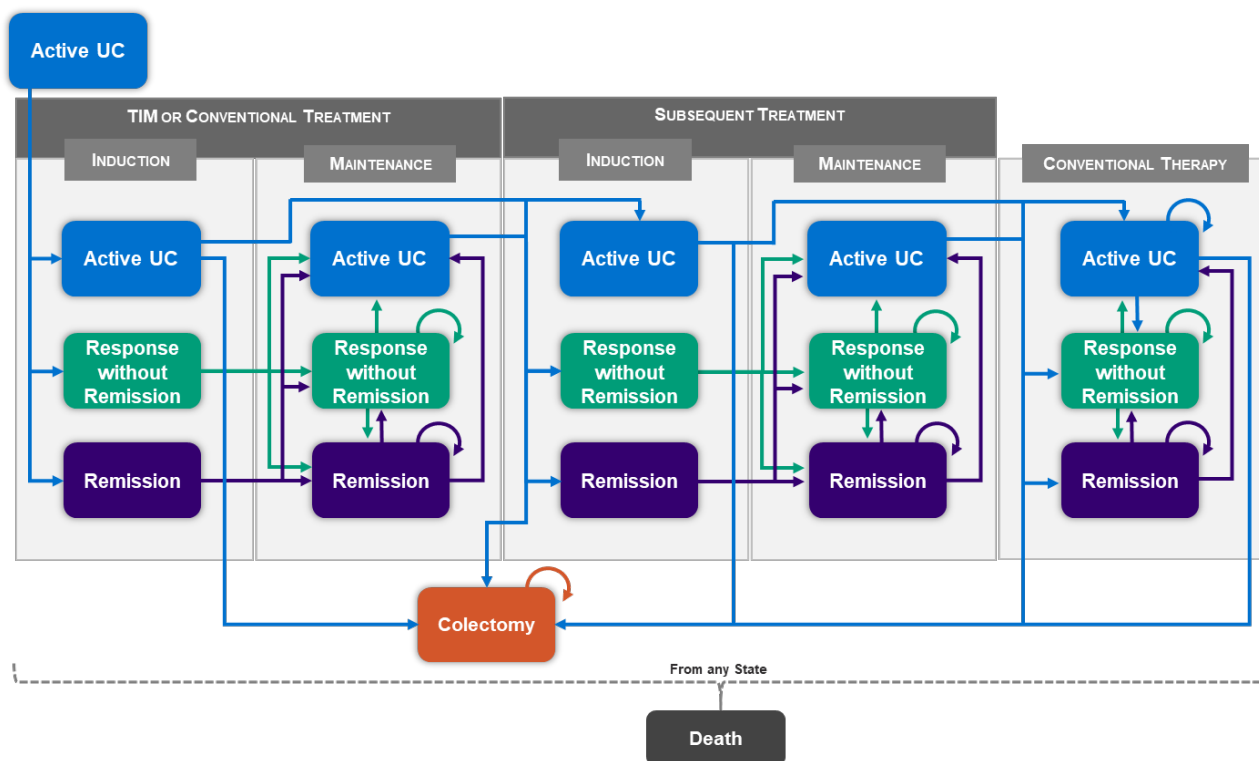 Active UC
TIM OR CONVENTIONAL TREATMENT
SUBSEQUENT TREATMENT
INDUCTION
MAINTENANCE
INDUCTION
MAINTENANCE
CONVENTIONAL THERAPY
Active UC
Active UC
Active UC
Active UC
Active UC
Response
without
Remission
Response
without
Remission
Response
without
Remission
Response
without
Remission
Response
without
Remission
Remission
Remission
Remission
Remission
Remission
Colectomy
From any State
Death